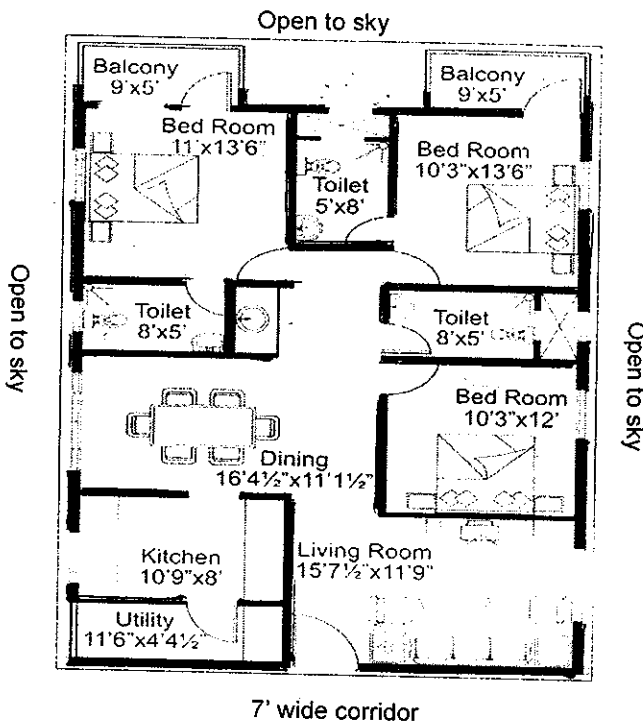 Open to sky
Balcony
9'x5'
Balcony
9'x5'
Bed Room
11'x13'6"
Bed Room
10'3"x13'6"
Toilet
5'x8'
Open to sky
Toilet
8'x5'
Toilet
8'x5'
Open to sky
Bed Room
10'3"x12'
Dining
16'4½"x11'1½"
Kitchen
10'9"x8'
Living Room
15'7½"x11'9"
Utility
11'6"x4'4½"
7' wide corridor